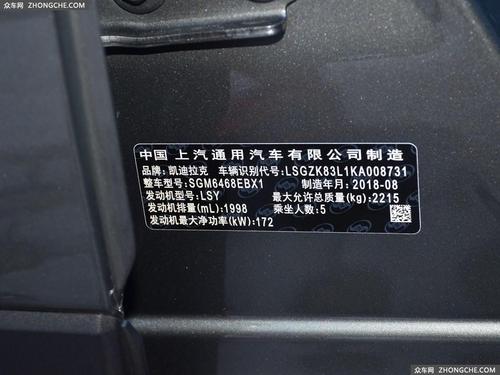 众车网 ZHONGCHE.COM
中国 上汽通用汽车有限公司制造
品牌:凯迪拉克 车辆识别代号:LSGZK83L1KA008731
整车型号:SGM6468EBX1 制造年月:2018-08
发动机型号:LSY 最大允许总质量(kg):2215
发动机排量(mL):1998 乘坐人数:5
发动机最大净功率(kW):172
众车网 ZHONGCHE.COM